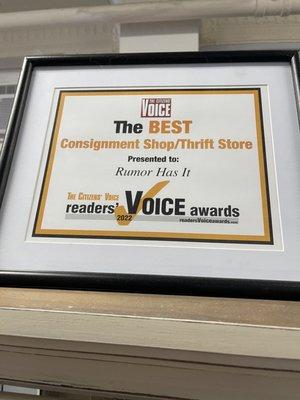 THE CITIZENS'
VOICE
The BEST
Consignment Shop/Thrift Store
Presented to:
Rumor Has It
THE CITIZENS' VOICE
readers' VOICE awards
2022
readersVoiceawards.com